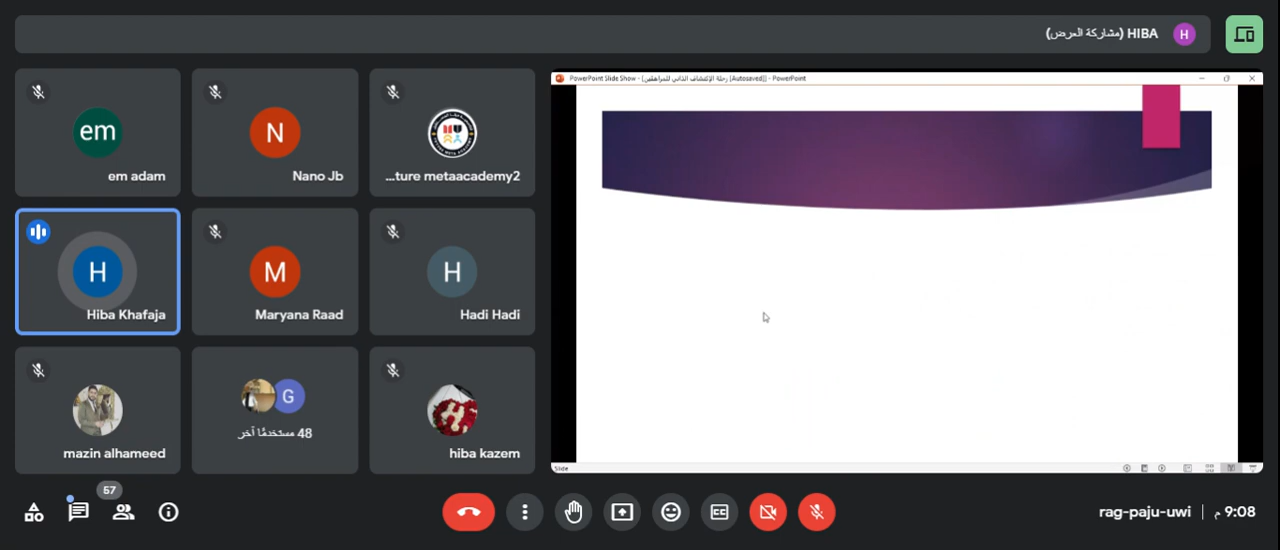 HIBA (مشاركة العرض)
H
em
em adam
N
Nano Jb
...ture metaacademy2
H
Hiba Khafaja
M
Maryana Raad
H
Hadi Hadi
mazin alhameed
G
48 مستخدمًا آخر
hiba kazem
PowerPoint Slide Show - [رحلة الإكتشاف الذاتي للمراهقين [Autosaved]] - PowerPoint
Slide
57
rag-paju-uwi | 9:08 م